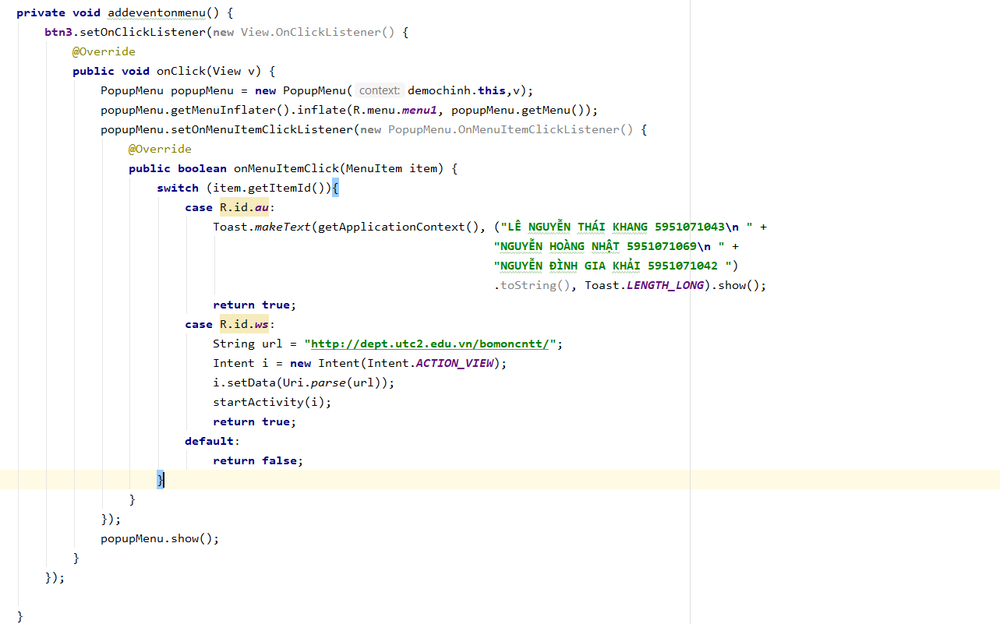 private void addeventonmenu() {
btn3.setOnClickListener(new View.OnClickListener() {
@Override
public void onClick(View v) {
PopupMenu popupMenu = new PopupMenu( context: demochinh.this,v);
popupMenu.getMenuInflater().inflate(R.menu.menu1, popupMenu.getMenu());
popupMenu.setOnMenuItemClickListener(new PopupMenu.OnMenuItemClickListener() {
@Override
public boolean onMenuItemClick(MenuItem item) {
switch (item.getItemId()){
case R.id.au:
Toast.makeText(getApplicationContext(), ("LÊ NGUYỄN THÁI KHANG 5951071043\n " +
"NGUYỄN HOÀNG NHẬT 5951071069\n " +
"NGUYỄN ĐÌNH GIA KHẢI 5951071042 ")
.toString(), Toast.LENGTH_LONG).show();
return true;
case R.id.ws:
String url = "http://dept.utc2.edu.vn/bomoncntt/";
Intent i = new Intent(Intent.ACTION_VIEW);
i.setData(Uri.parse(url));
startActivity(i);
return true;
default:
return false;
}
}
});
popupMenu.show();
}
});
}